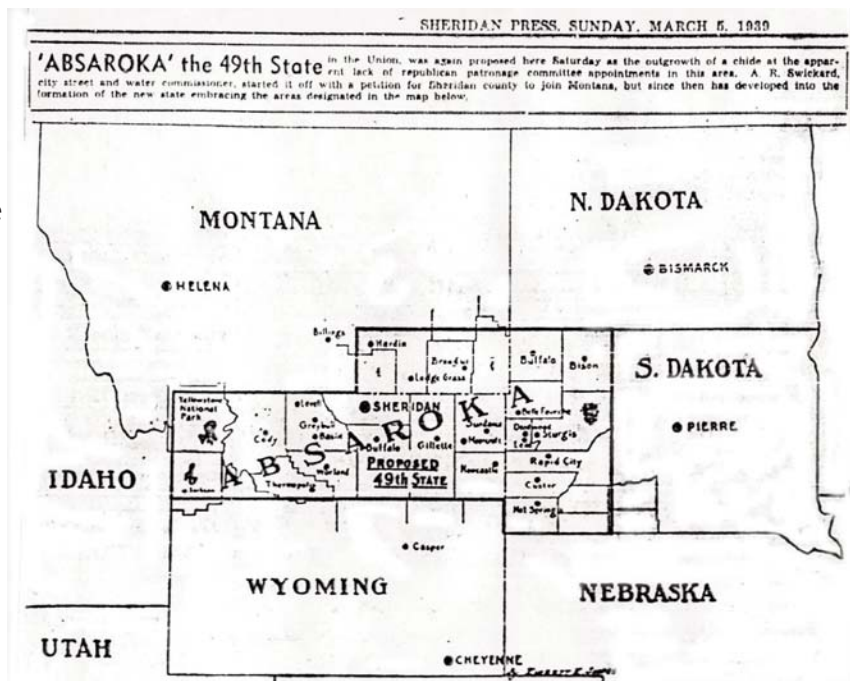 SHERIDAN PRESS, SUNDAY, MARCH 5, 1939
'ABSAROKA' the 49th State in the Union, was again proposed here Saturday as the outgrowth of a chide at the appar-
ent lack of republican patronage committee appointments in this area. A. R. Swickard,
city street and water commissioner, started it off with a petition for Sheridan county to join Montana, but since then has developed into the
formation of the new state embracing the areas designated in the map below.
MONTANA
N. DAKOTA
BISMARCK
HELENA
Billings
Hardin
Broadus
Buffalo
Bison
Lodge Grass
S. DAKOTA
Yellowstone
National
Park
Lovell
SHERIDAN
Belle Fourche
Greybull
Cody
Basin
Buffalo
Gillette
Sundance
Moorcroft
Deadwood
Lead
Sturgis
PIERRE
ABSAROKA
IDAHO
Jackson
Worland
Thermopolis
PROPOSED
49TH STATE
Newcastle
Rapid City
Custer
Hot Springs
Casper
WYOMING
NEBRASKA
UTAH
CHEYENNE